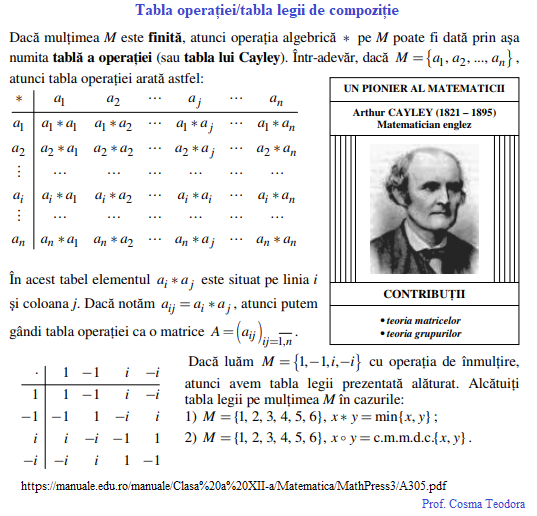 Tabla operației/tabla legii de compoziție
Dacă mulțimea M este finită, atunci operația algebrică ∗ pe M poate fi dată prin așa
numita tablă a operației (sau tabla lui Cayley). Într-adevăr, dacă M = {a₁, a₂, ..., aₙ} ,
atunci tabla operației arată astfel:
∗ a₁ a₂ ⋯ aⱼ ⋯ aₙ
a₁ a₁ ∗ a₁ a₁ ∗ a₂ ⋯ a₁ ∗ aⱼ ⋯ a₁ ∗ aₙ
a₂ a₂ ∗ a₁ a₂ ∗ a₂ ⋯ a₂ ∗ aⱼ ⋯ a₂ ∗ aₙ
⋮ ⋯ ⋯ ⋯ ⋯
aᵢ aᵢ ∗ a₁ aᵢ ∗ a₂ ⋯ aᵢ ∗ aᵢ ⋯ aᵢ ∗ aₙ
⋮ ⋯ ⋯ ⋯ ⋯
aₙ aₙ ∗ a₁ aₙ ∗ a₂ ⋯ aₙ ∗ aⱼ ⋯ aₙ ∗ aₙ
UN PIONIER AL MATEMATICII
Arthur CAYLEY (1821 – 1895)
Matematician englez
CONTRIBUȚII
• teoria matricelor
• teoria grupurilor
În acest tabel elementul aᵢ ∗ aⱼ este situat pe linia i
și coloana j. Dacă notăm aᵢⱼ = aᵢ ∗ aⱼ , atunci putem
gândi tabla operației ca o matrice A = (aᵢⱼ)ᵢⱼ₌₁,ₙ .
· 1 −1 i −i
1 1 −1 i −i
−1 −1 1 −i i
i i −i −1 1
−i −i i 1 −1
Dacă luăm M = {1, −1, i, −i} cu operația de înmulțire,
atunci avem tabla legii prezentată alăturat. Alcătuiți
tabla legii pe mulțimea M în cazurile:
1) M = {1, 2, 3, 4, 5, 6}, x ∗ y = min{x, y} ;
2) M = {1, 2, 3, 4, 5, 6}, x ∘ y = c.m.m.d.c.{x, y} .
https://manuale.edu.ro/manuale/Clasa%20a%20XII-a/Matematica/MathPress3/A305.pdf
Prof. Cosma Teodora